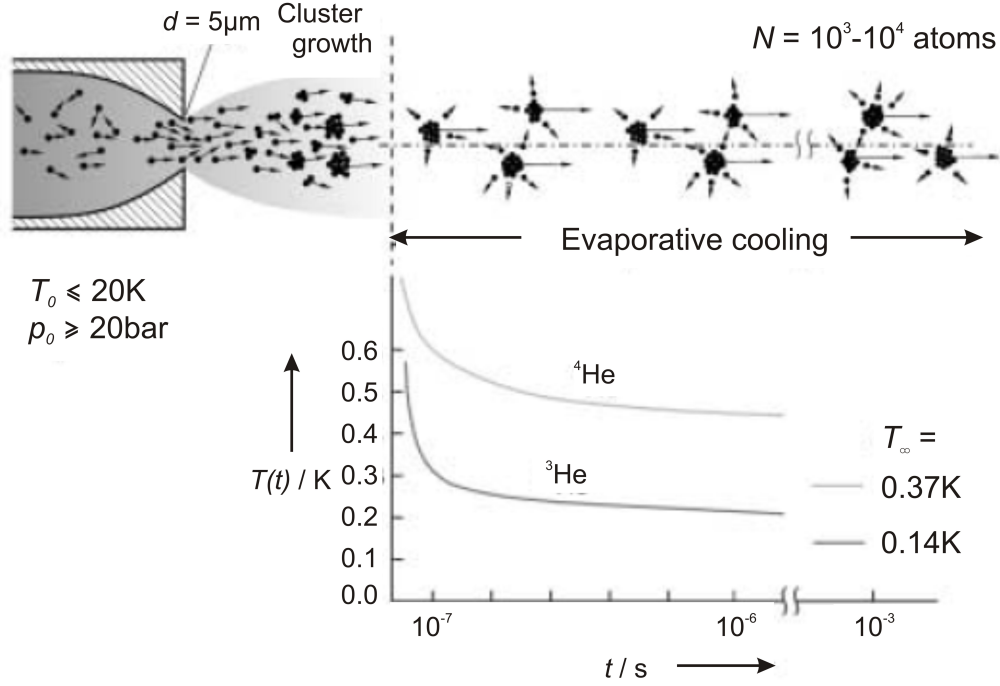 d = 5μm
Cluster
growth
N = 10³-10⁴ atoms
Evaporative cooling
T₀ ⩽ 20K
p₀ ⩾ 20bar
0.6
0.5
0.4
0.3
0.2
0.1
0.0
T(t) / K
⁴He
³He
T∞ =
0.37K
0.14K
10⁻⁷
10⁻⁶
10⁻³
t / s